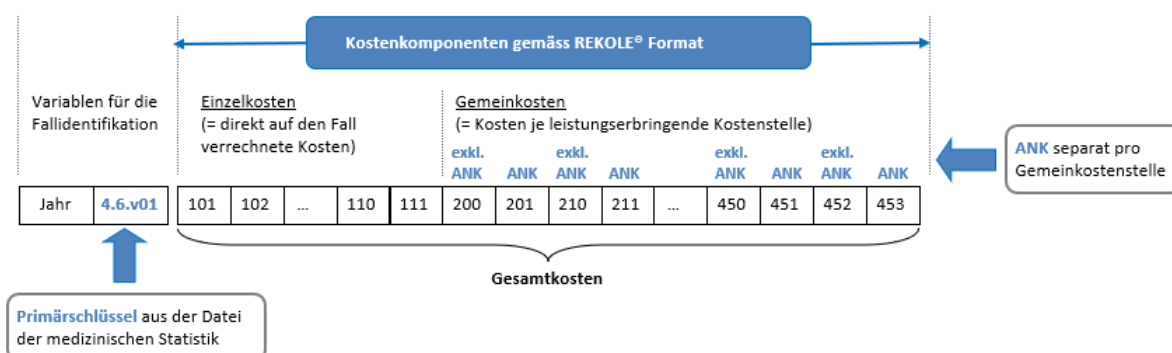 Kostenkomponenten gemäss REKOLE® Format
Variablen für die
Fallidentifikation
Einzelkosten
(= direkt auf den Fall
verrechnete Kosten)
Gemeinkosten
(= Kosten je leistungserbringende Kostenstelle)
exkl. ANK ANK exkl. ANK ANK exkl. ANK ANK exkl. ANK ANK
ANK separat pro
Gemeinkostenstelle
Jahr 4.6.v01 101 102 ... 110 111 200 201 210 211 ... 450 451 452 453
Gesamtkosten
Primärschlüssel aus der Datei
der medizinischen Statistik